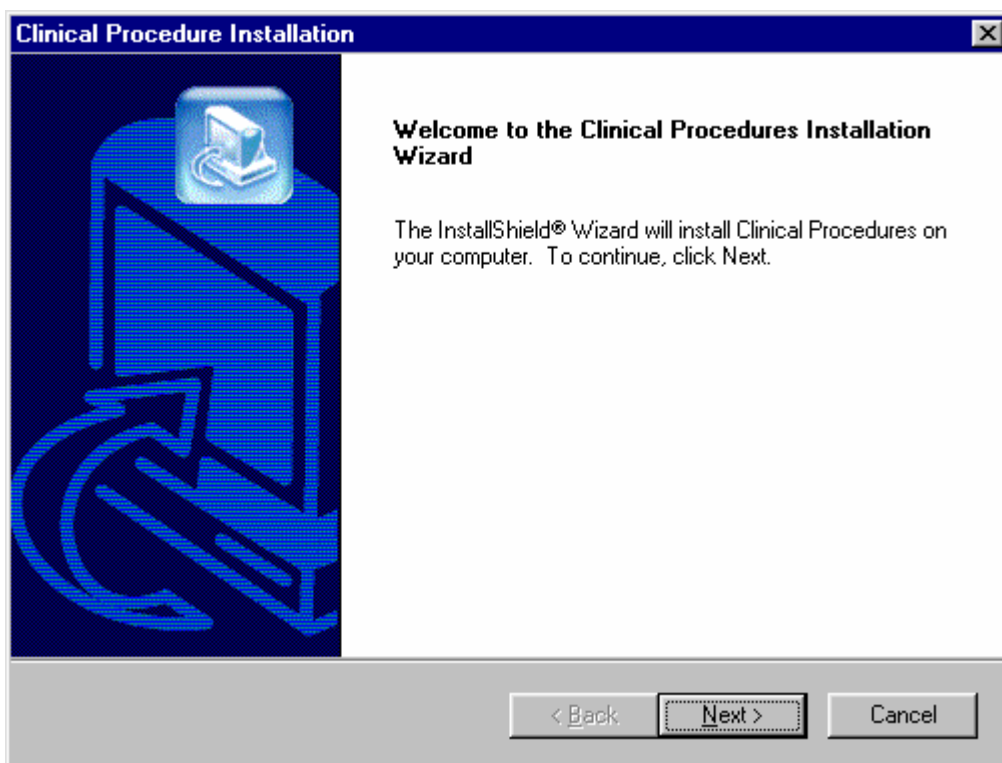 Clinical Procedure Installation
Welcome to the Clinical Procedures Installation
Wizard
The InstallShield® Wizard will install Clinical Procedures on
your computer.  To continue, click Next.
< Back
Next >
Cancel